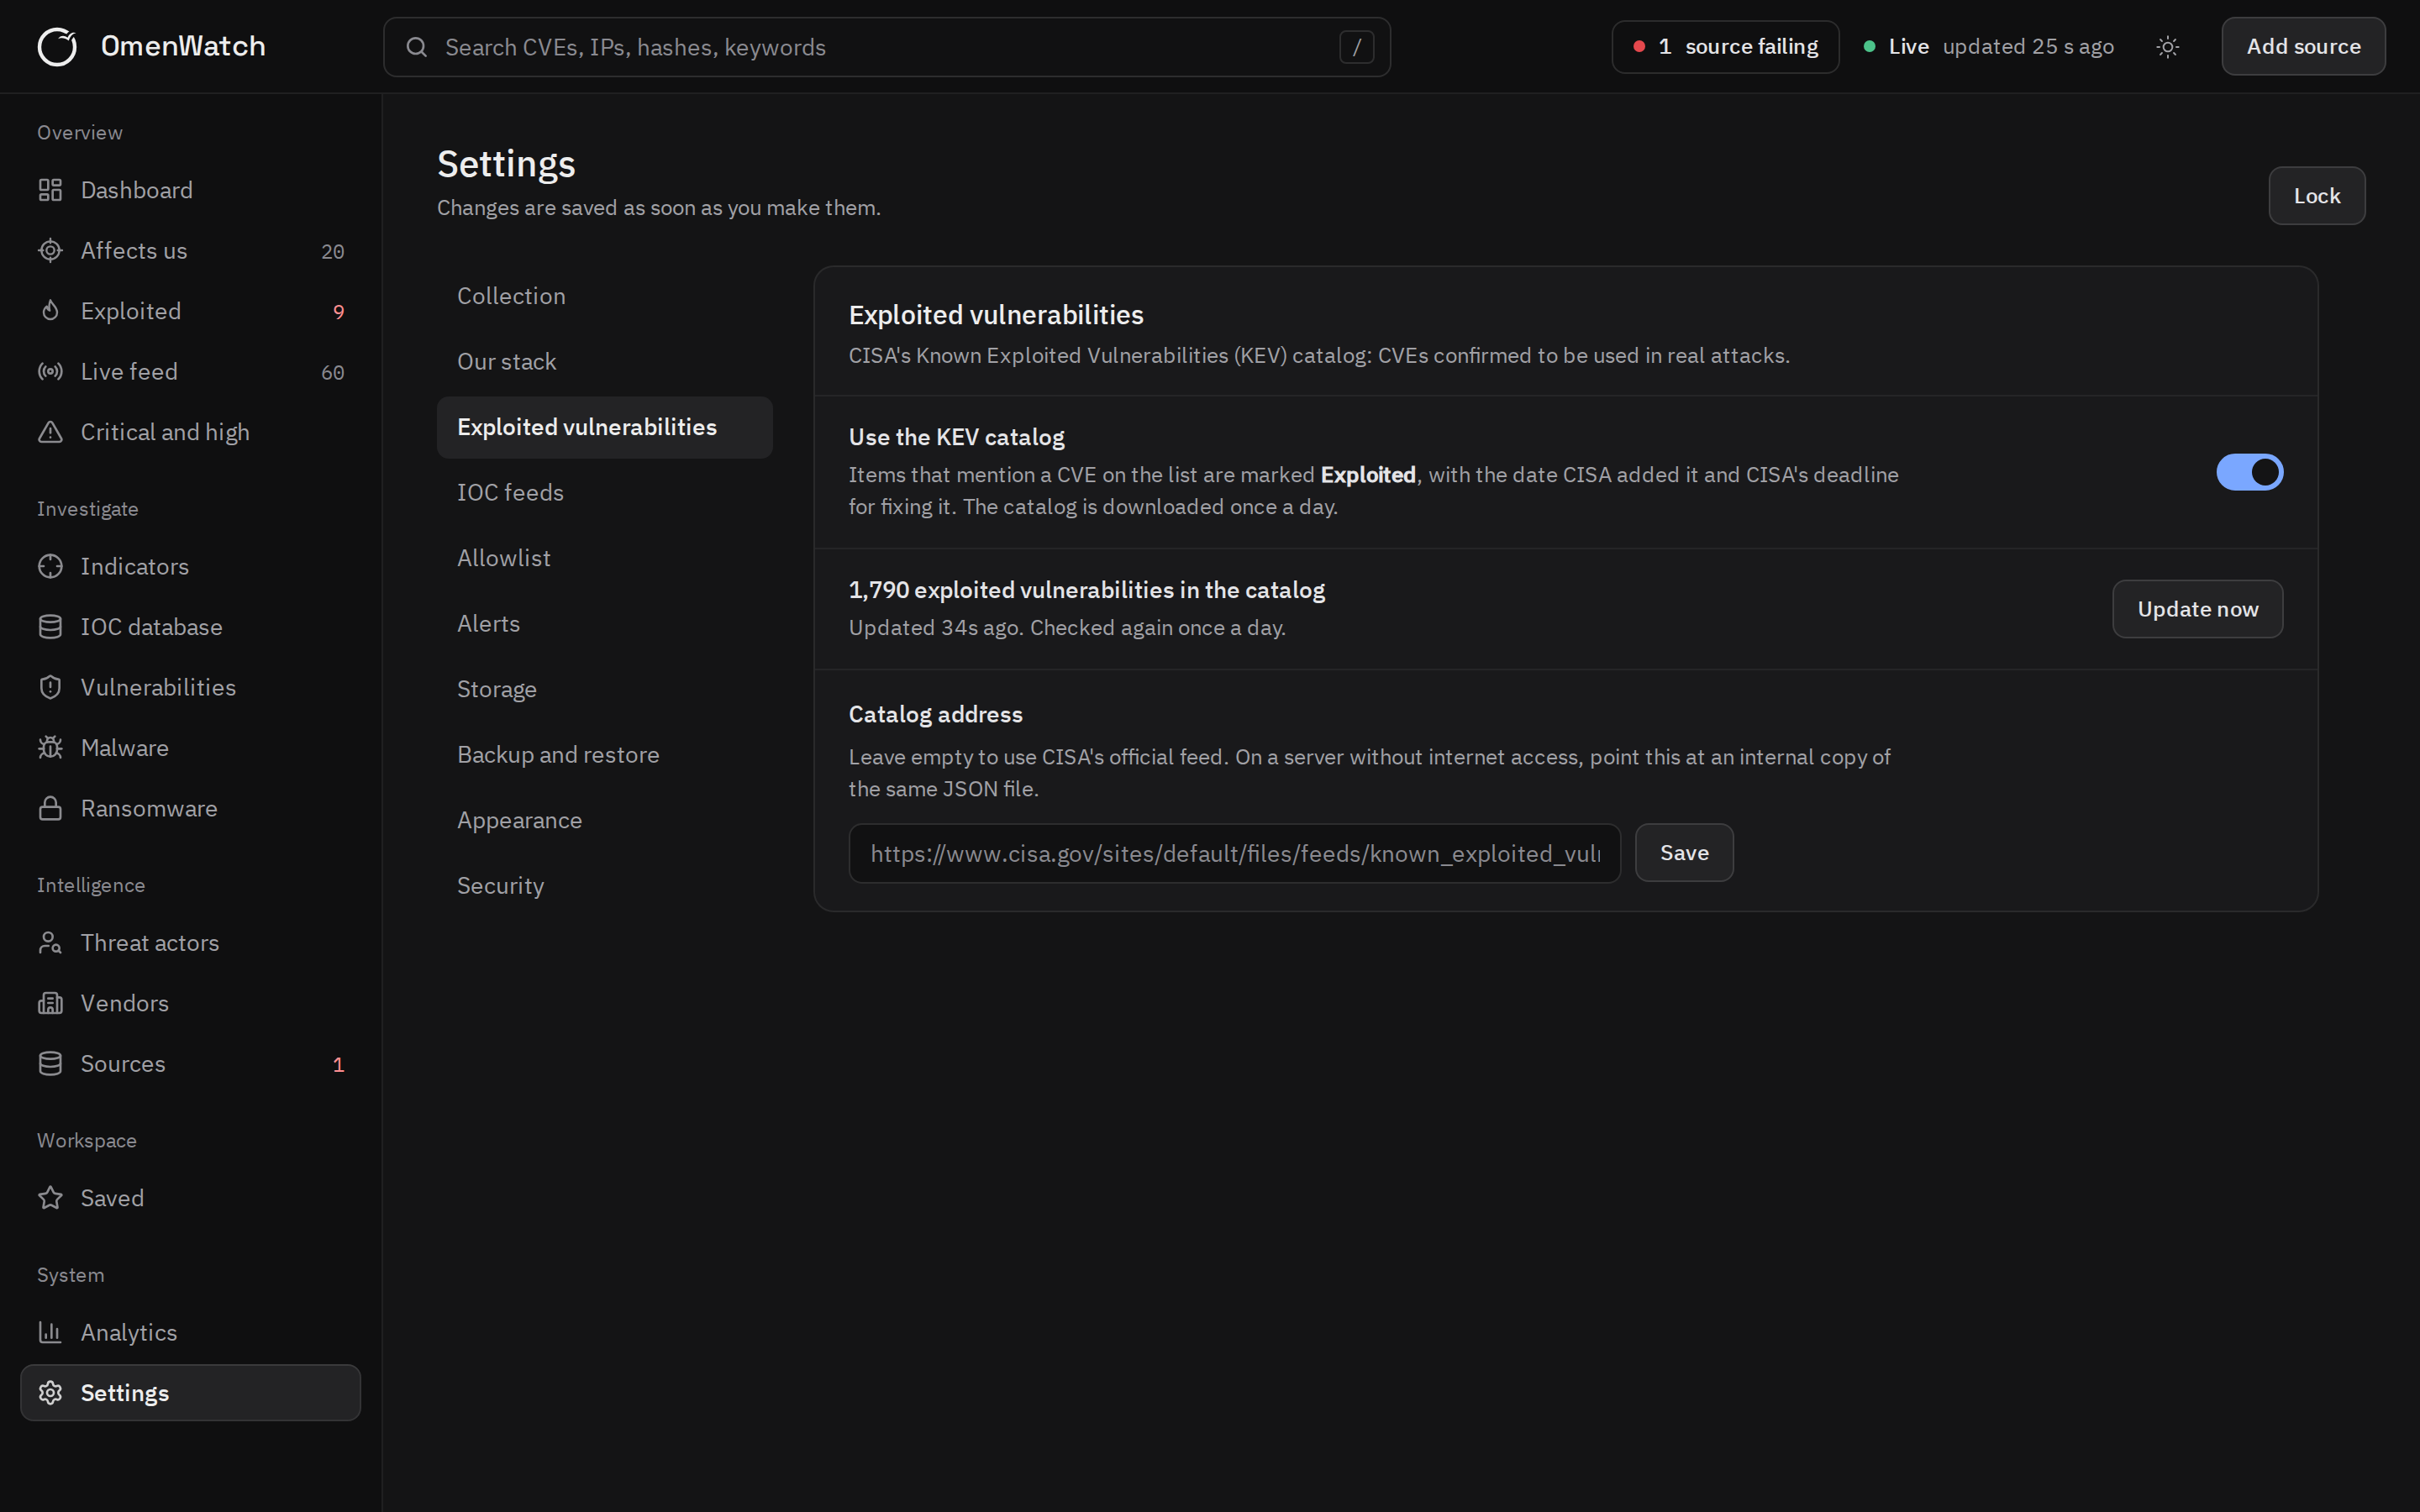 OmenWatch
Search CVEs, IPs, hashes, keywords
/
1 source failing
Live updated 25 s ago
Add source
Overview
Dashboard
Affects us 20
Exploited 9
Live feed 60
Critical and high
Investigate
Indicators
IOC database
Vulnerabilities
Malware
Ransomware
Intelligence
Threat actors
Vendors
Sources 1
Workspace
Saved
System
Analytics
Settings
Settings
Changes are saved as soon as you make them.
Lock
Collection
Our stack
Exploited vulnerabilities
IOC feeds
Allowlist
Alerts
Storage
Backup and restore
Appearance
Security
Exploited vulnerabilities
CISA's Known Exploited Vulnerabilities (KEV) catalog: CVEs confirmed to be used in real attacks.
Use the KEV catalog
Items that mention a CVE on the list are marked Exploited, with the date CISA added it and CISA's deadline
for fixing it. The catalog is downloaded once a day.
1,790 exploited vulnerabilities in the catalog
Updated 34s ago. Checked again once a day.
Update now
Catalog address
Leave empty to use CISA's official feed. On a server without internet access, point this at an internal copy of
the same JSON file.
https://www.cisa.gov/sites/default/files/feeds/known_exploited_vul
Save